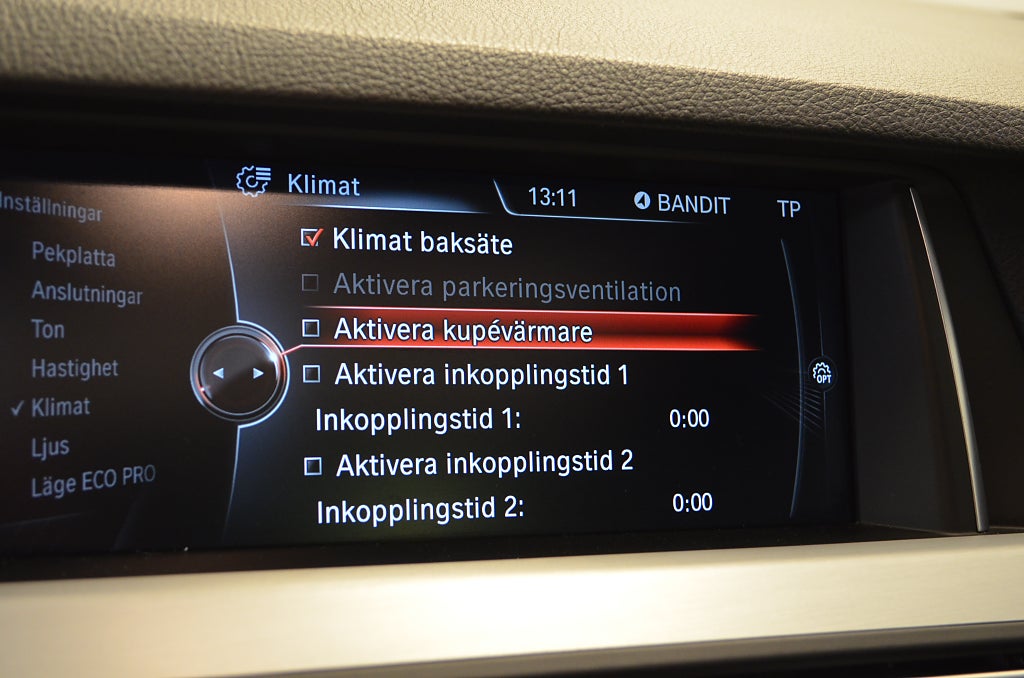 Inställningar
Pekplatta
Anslutningar
Ton
Hastighet
Klimat
Ljus
Läge ECO PRO
Klimat
13:11 BANDIT TP
Klimat baksäte
Aktivera parkeringsventilation
Aktivera kupévärmare
Aktivera inkopplingstid 1
Inkopplingstid 1: 0:00
Aktivera inkopplingstid 2
Inkopplingstid 2: 0:00
OPT